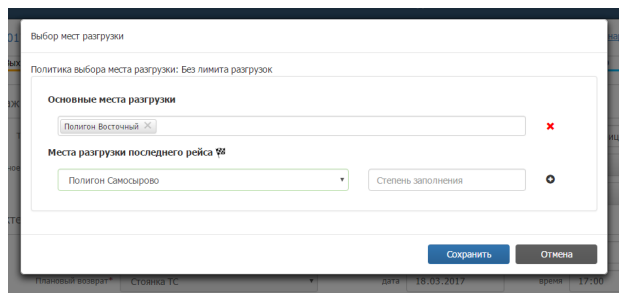 Выбор мест разгрузки
Политика выбора места разгрузки: Без лимита разгрузок
Основные места разгрузки
Полигон Восточный ×
Места разгрузки последнего рейса
Полигон Самосырово
Степень заполнения
Сохранить Отмена
Плановый возврат* Стоянка ТС дата 18.03.2017 время 17:00